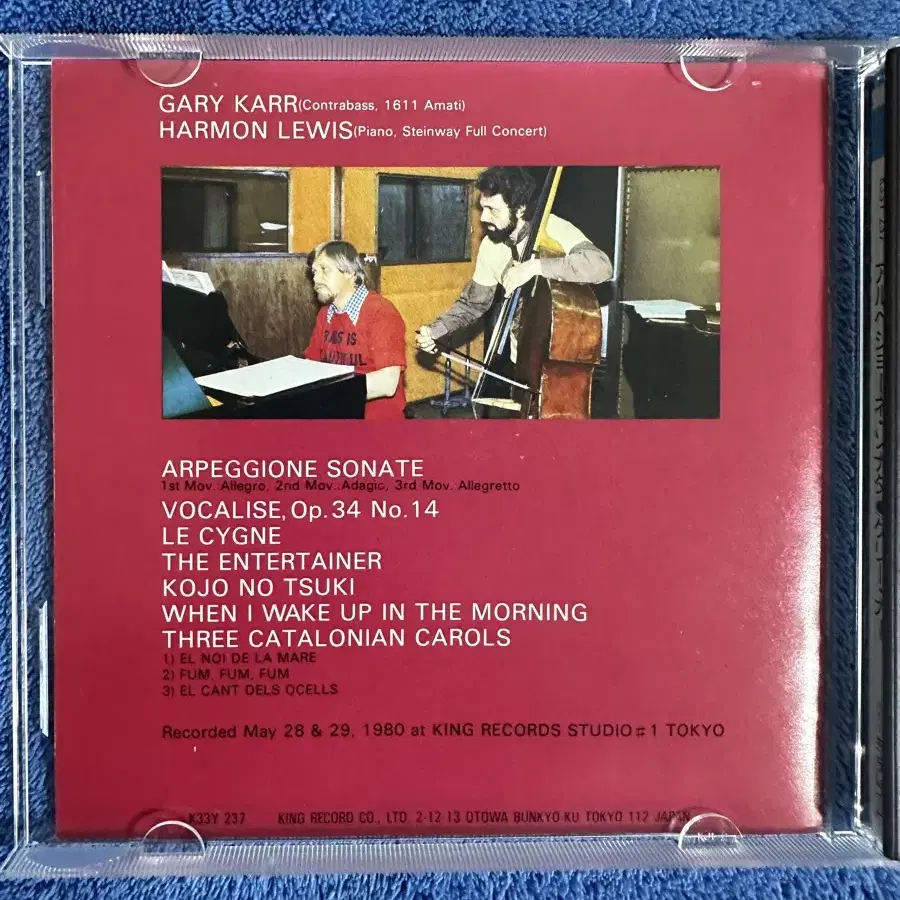 GARY KARR(Contrabass, 1611 Amati)
HARMON LEWIS(Piano, Steinway Full Concert)
IS
ARPEGGIONE SONATE
1st Mov.:Allegro, 2nd Mov.:Adagio, 3rd Mov.:Allegretto
VOCALISE, Op.34 No.14
LE CYGNE
THE ENTERTAINER
KOJO NO TSUKI
WHEN I WAKE UP IN THE MORNING
THREE CATALONIAN CAROLS
1) EL NOI DE LA MARE
2) FUM, FUM, FUM
3) EL CANT DELS OCELLS
Recorded May 28 & 29, 1980 at KING RECORDS STUDIO #1 TOKYO
K33Y 237 KING RECORD CO., LTD. 2-12-13 OTOWA BUNKYO-KU TOKYO 112 JAPAN